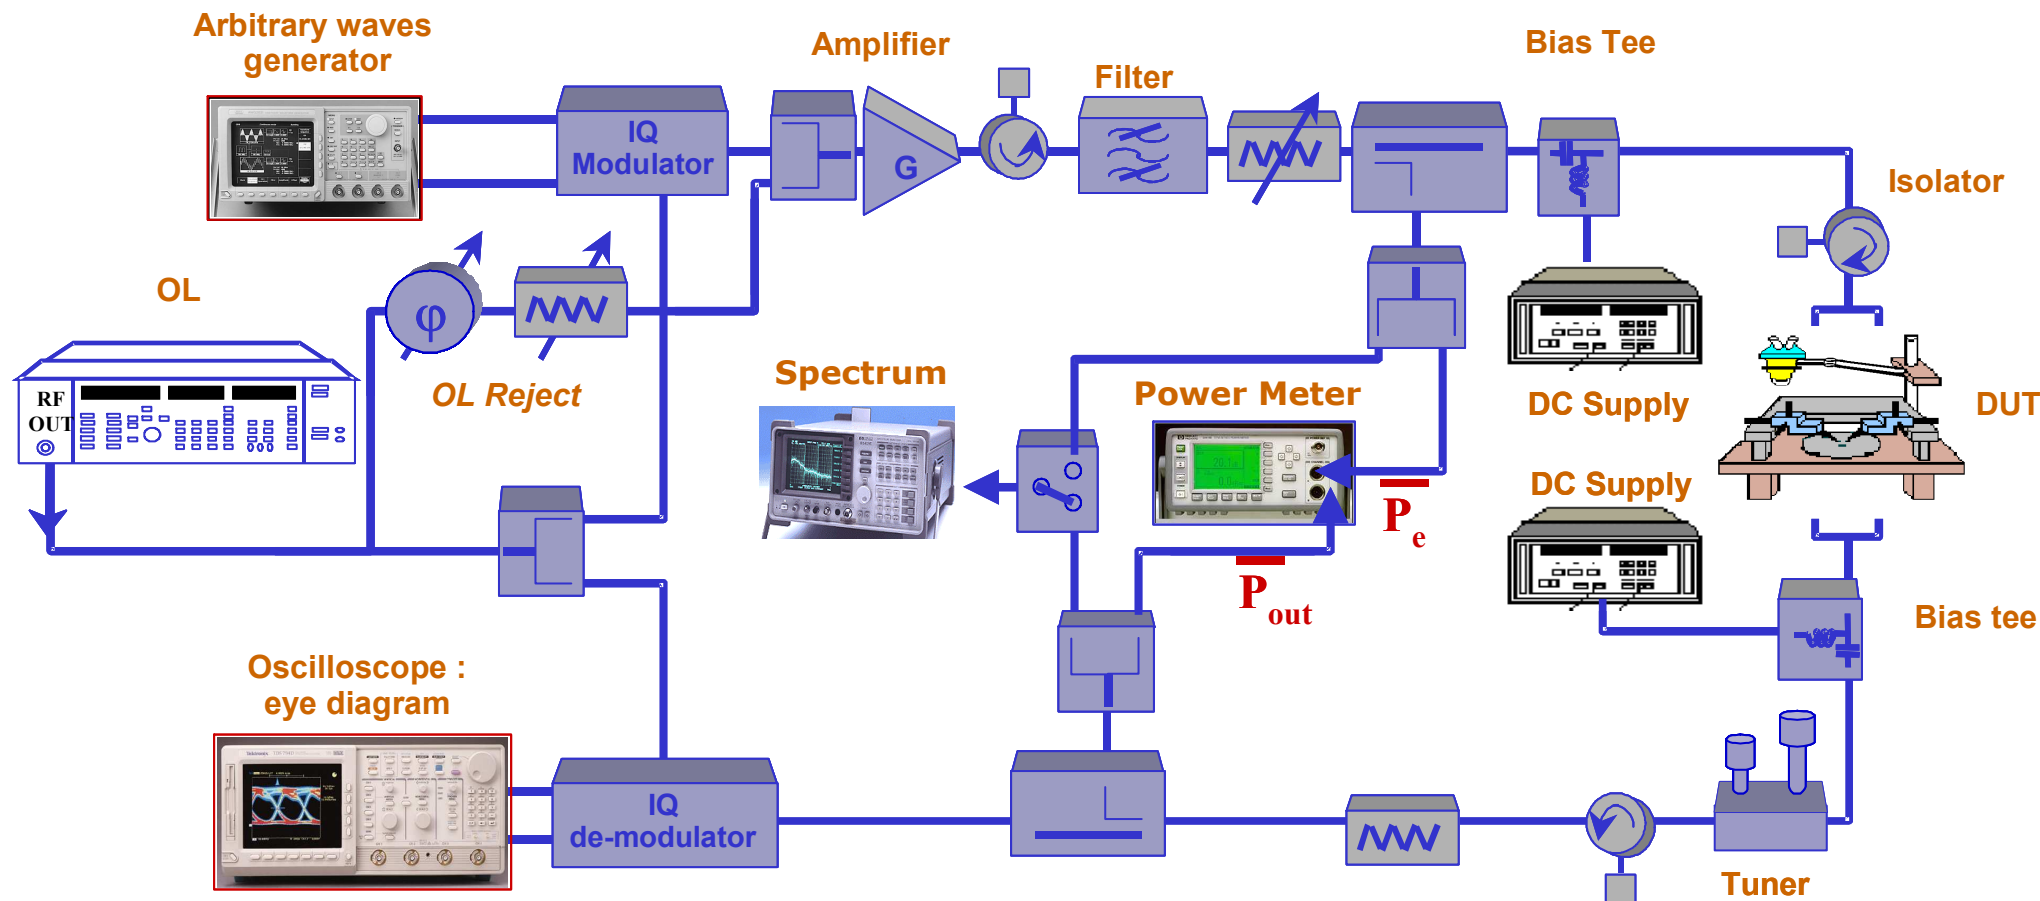 Arbitrary waves
generator
Amplifier
Filter
Bias Tee
IQ
Modulator
G
Isolator
OL
φ
RF
OUT
OL Reject
Spectrum
Power Meter
DC Supply
DUT
DC Supply
Pe
Pout
Bias tee
Oscilloscope :
eye diagram
IQ
de-modulator
Tuner